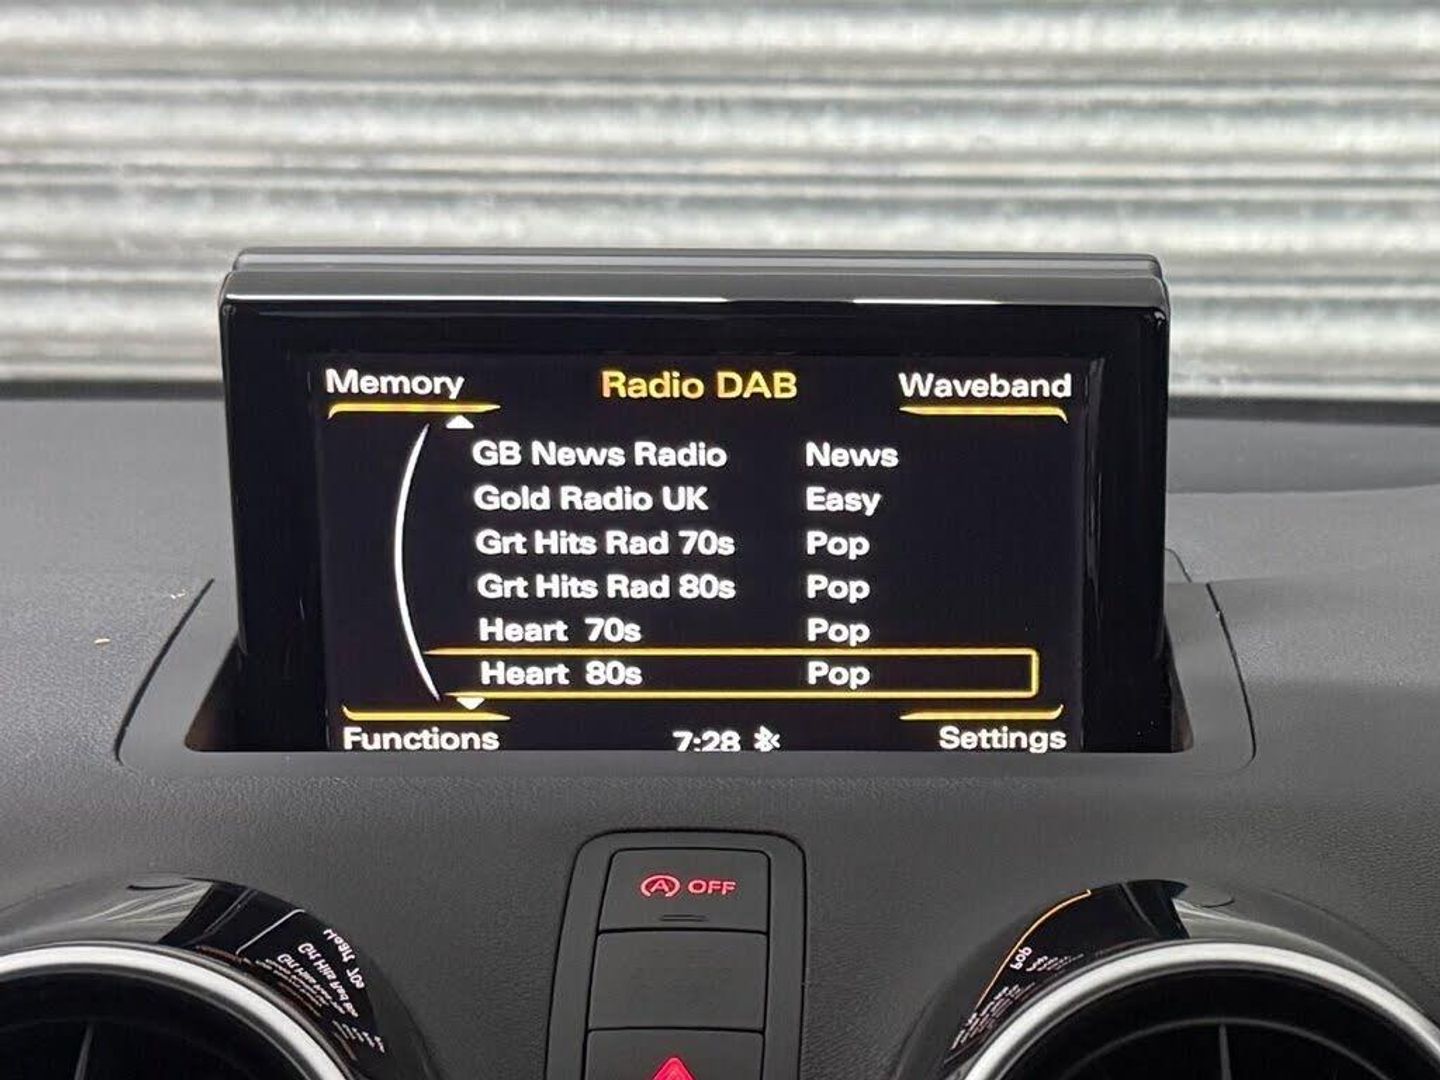 Memory Radio DAB Waveband
GB News Radio News
Gold Radio UK Easy
Grt Hits Rad 70s Pop
Grt Hits Rad 80s Pop
Heart 70s Pop
Heart 80s Pop
Functions 7:28 Settings
A OFF